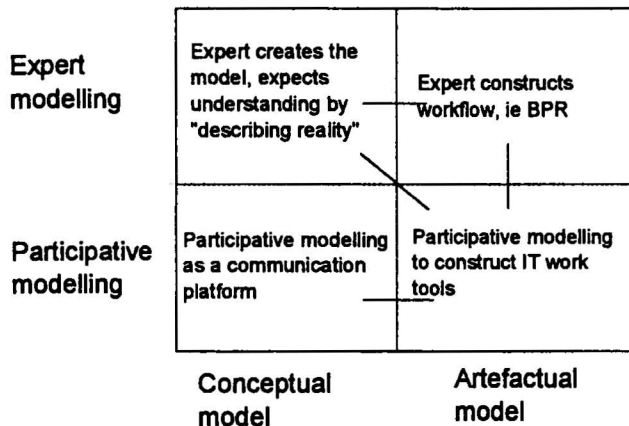 Expert
modelling
Expert creates the
model, expects
understanding by
"describing reality"
Expert constructs
workflow, ie BPR
Participative
modelling
Participative modelling
as a communication
platform
Participative modelling
to construct IT work
tools
Conceptual
model
Artefactual
model